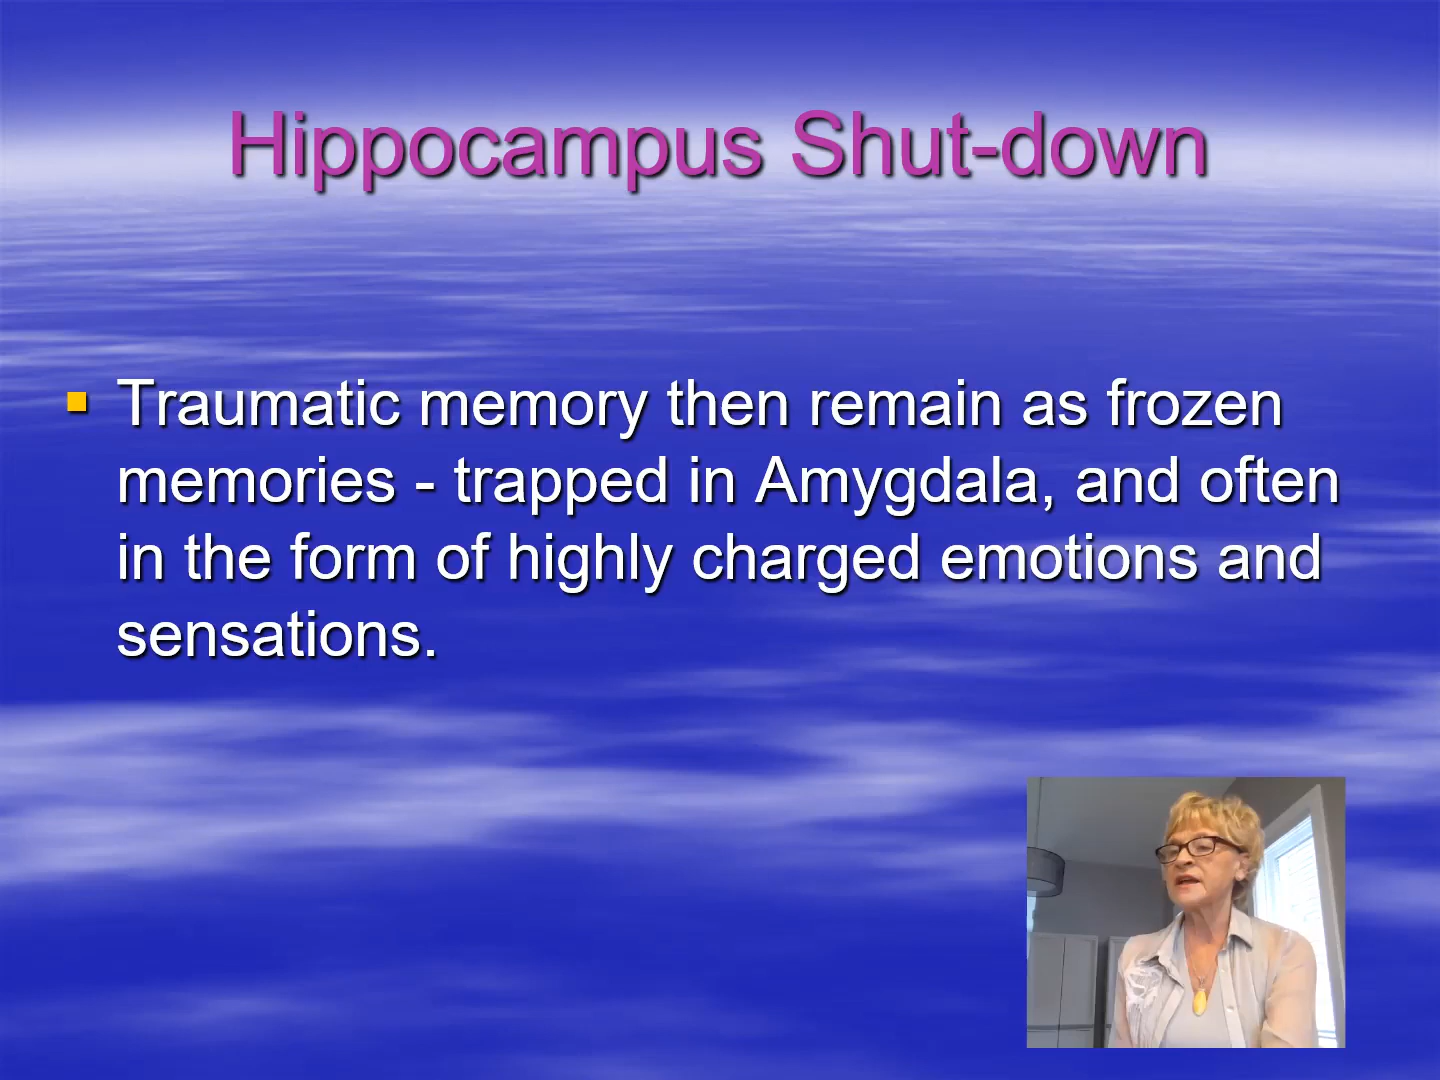 Hippocampus Shut-down
Traumatic memory then remain as frozen
memories - trapped in Amygdala, and often
in the form of highly charged emotions and
sensations.